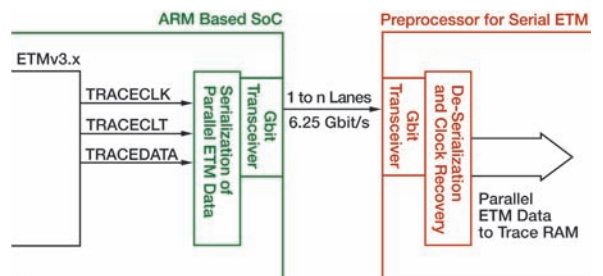 ARM Based SoC
Preprocessor for Serial ETM
ETMv3.x
TRACECLK
TRACECLT
TRACEDATA
Serialization of
Parallel ETM Data
Gbit
Transceiver
1 to n Lanes
6.25 Gbit/s
Gbit
Transceiver
De-Serialization
and Clock Recovery
Parallel
ETM Data
to Trace RAM